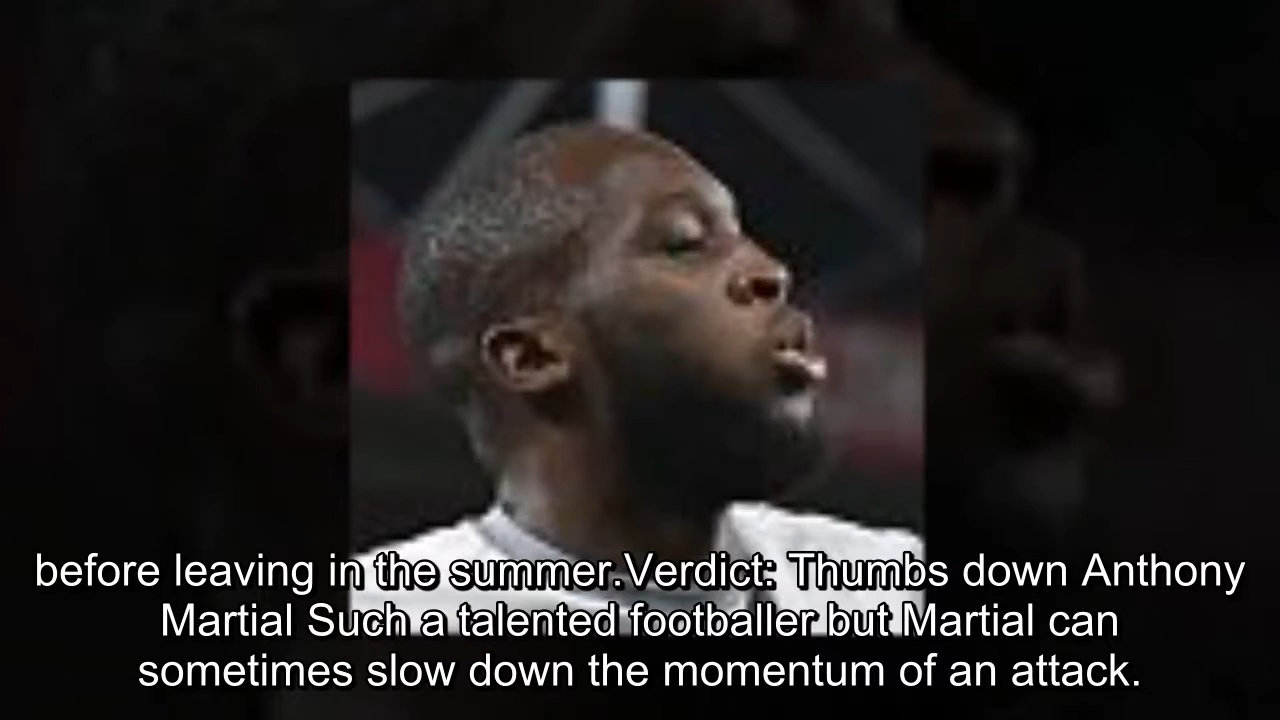 before leaving in the summer.Verdict: Thumbs down Anthony
Martial Such a talented footballer but Martial can
sometimes slow down the momentum of an attack.